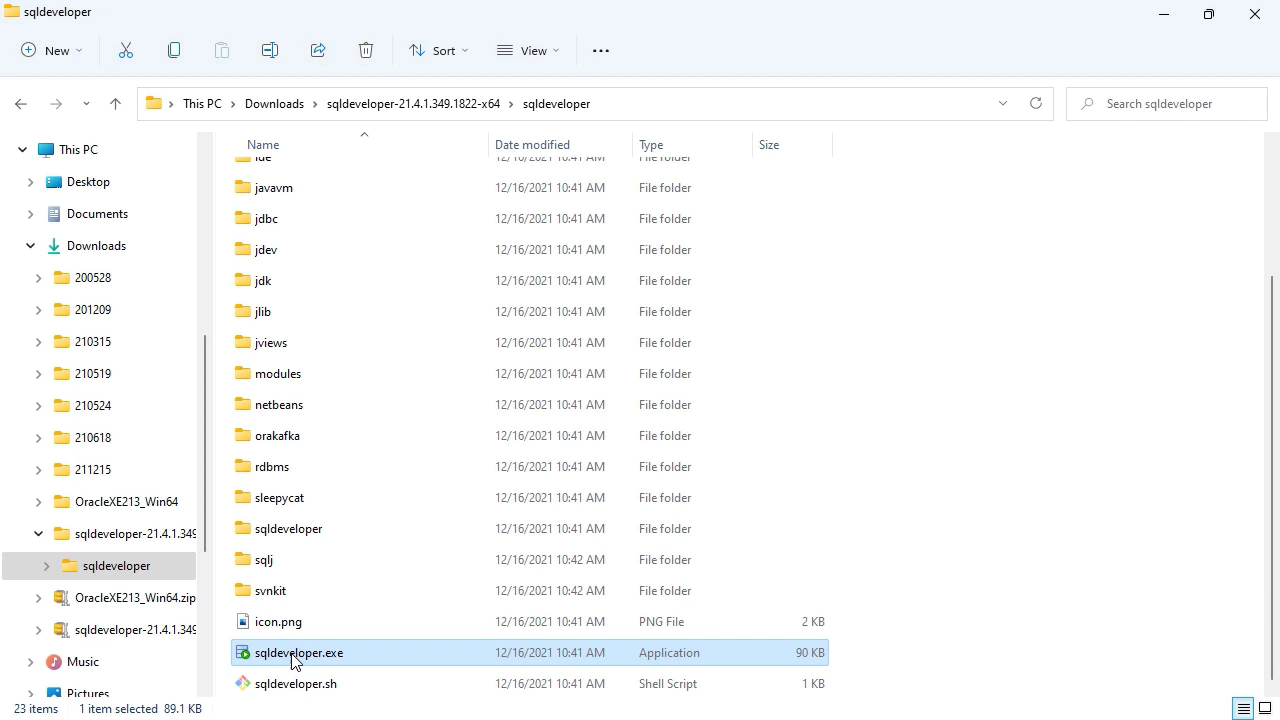 sqldeveloper
New
Sort
View
This PC
Downloads
sqldeveloper-21.4.1.349.1822-x64
sqldeveloper
Search sqldeveloper
This PC
Desktop
Documents
Downloads
200528
201209
210315
210519
210524
210618
211215
OracleXE213_Win64
sqldeveloper-21.4.1.349
sqldeveloper
OracleXE213_Win64.zip
sqldeveloper-21.4.1.349
Music
Pictures
Name Date modified Type Size
ide 12/16/2021 10:41 AM File folder
javavm 12/16/2021 10:41 AM File folder
jdbc 12/16/2021 10:41 AM File folder
jdev 12/16/2021 10:41 AM File folder
jdk 12/16/2021 10:41 AM File folder
jlib 12/16/2021 10:41 AM File folder
jviews 12/16/2021 10:41 AM File folder
modules 12/16/2021 10:41 AM File folder
netbeans 12/16/2021 10:41 AM File folder
orakafka 12/16/2021 10:41 AM File folder
rdbms 12/16/2021 10:41 AM File folder
sleepycat 12/16/2021 10:41 AM File folder
sqldeveloper 12/16/2021 10:41 AM File folder
sqlj 12/16/2021 10:42 AM File folder
svnkit 12/16/2021 10:42 AM File folder
icon.png 12/16/2021 10:41 AM PNG File 2 KB
sqldeveloper.exe 12/16/2021 10:41 AM Application 90 KB
sqldeveloper.sh 12/16/2021 10:41 AM Shell Script 1 KB
23 items 1 item selected 89.1 KB